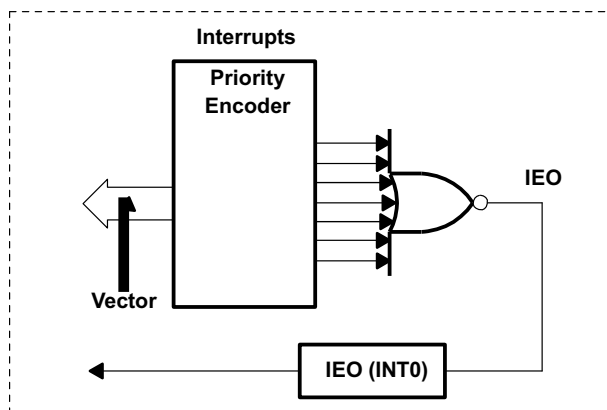 Interrupts
Priority
Encoder
IEO
Vector
IEO (INT0)